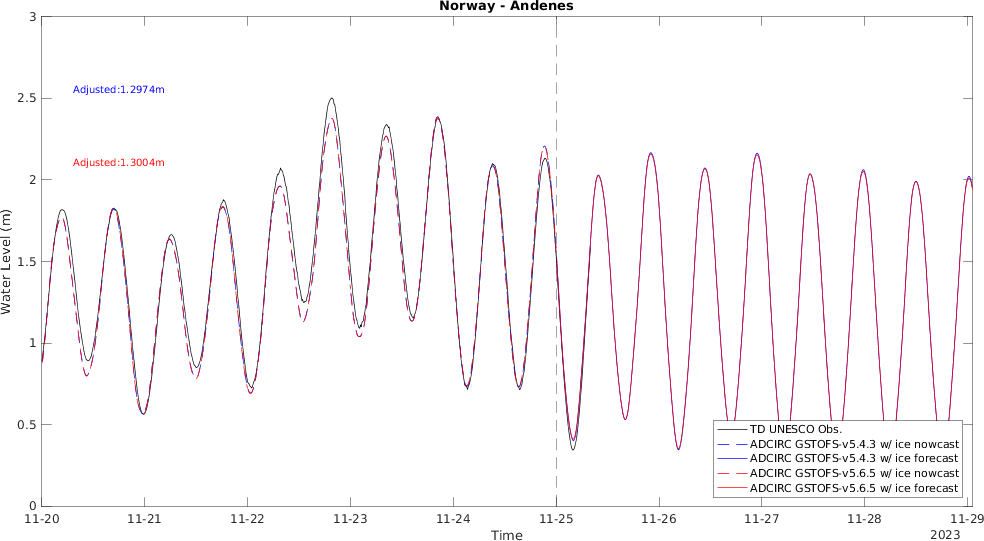 Norway - Andenes
3
2.5
2
1.5
1
0.5
0
Water Level (m)
Adjusted:1.2974m
Adjusted:1.3004m
TD UNESCO Obs.
ADCIRC GSTOFS-v5.4.3 w/ ice nowcast
ADCIRC GSTOFS-v5.4.3 w/ ice forecast
ADCIRC GSTOFS-v5.6.5 w/ ice nowcast
ADCIRC GSTOFS-v5.6.5 w/ ice forecast
11-20 11-21 11-22 11-23 11-24 11-25 11-26 11-27 11-28 11-29
Time
2023